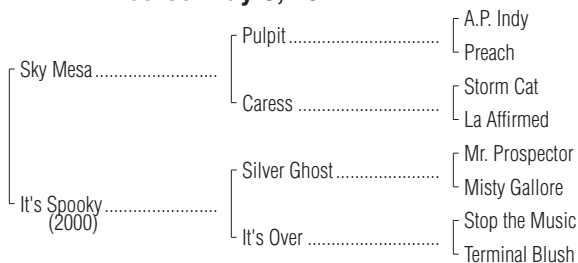 A.P. Indy
Pulpit
Preach
Sky Mesa
Storm Cat
Caress
La Affirmed
Mr. Prospector
Silver Ghost
Misty Gallore
It's Spooky
(2000)
Stop the Music
It's Over
Terminal Blush